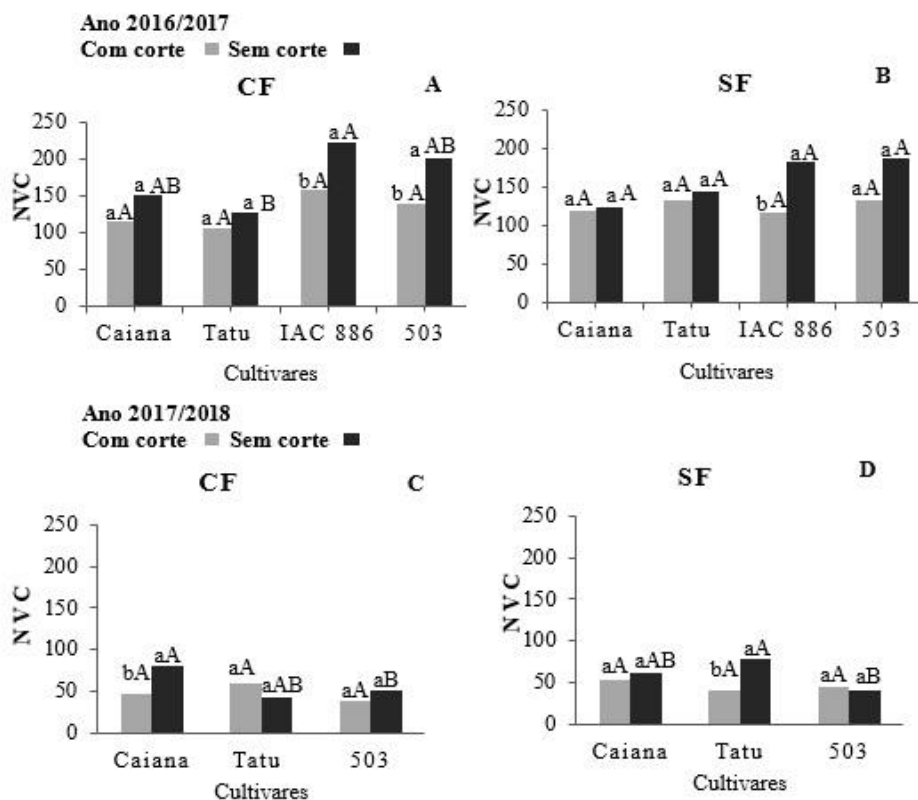 Ano 2016/2017
Com corte Sem corte
CF A
NVC
250
200
150
100
50
0
aA a AB
a A a B
bA aA
bA a AB
Caiana Tatu IAC 886 503
Cultivares
SF B
NVC
250
200
150
100
50
0
aA aA
aA aA
bA aA
aA aA
Caiana Tatu IAC 886 503
Cultivares
Ano 2017/2018
Com corte Sem corte
CF C
N V C
250
200
150
100
50
0
bA aA
aA aAB
aA aB
Caiana Tatu 503
Cultivares
SF D
N V C
250
200
150
100
50
0
aA aAB
bA aA
aA aB
Caiana Tatu 503
Cultivares